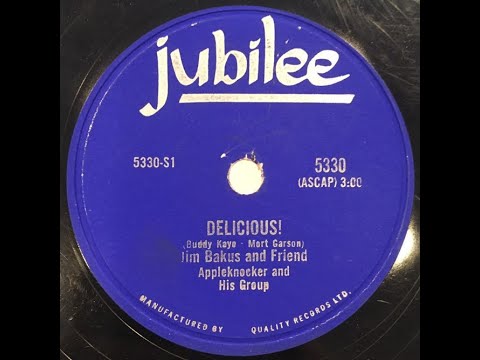 jubilee
5330-S1
5330
(ASCAP) 3:00
DELICIOUS!
(Buddy Kaye - Mort Garson)
Jim Bakus and Friend
Appleknocker and
His Group
MANUFACTURED BY QUALITY RECORDS LTD.